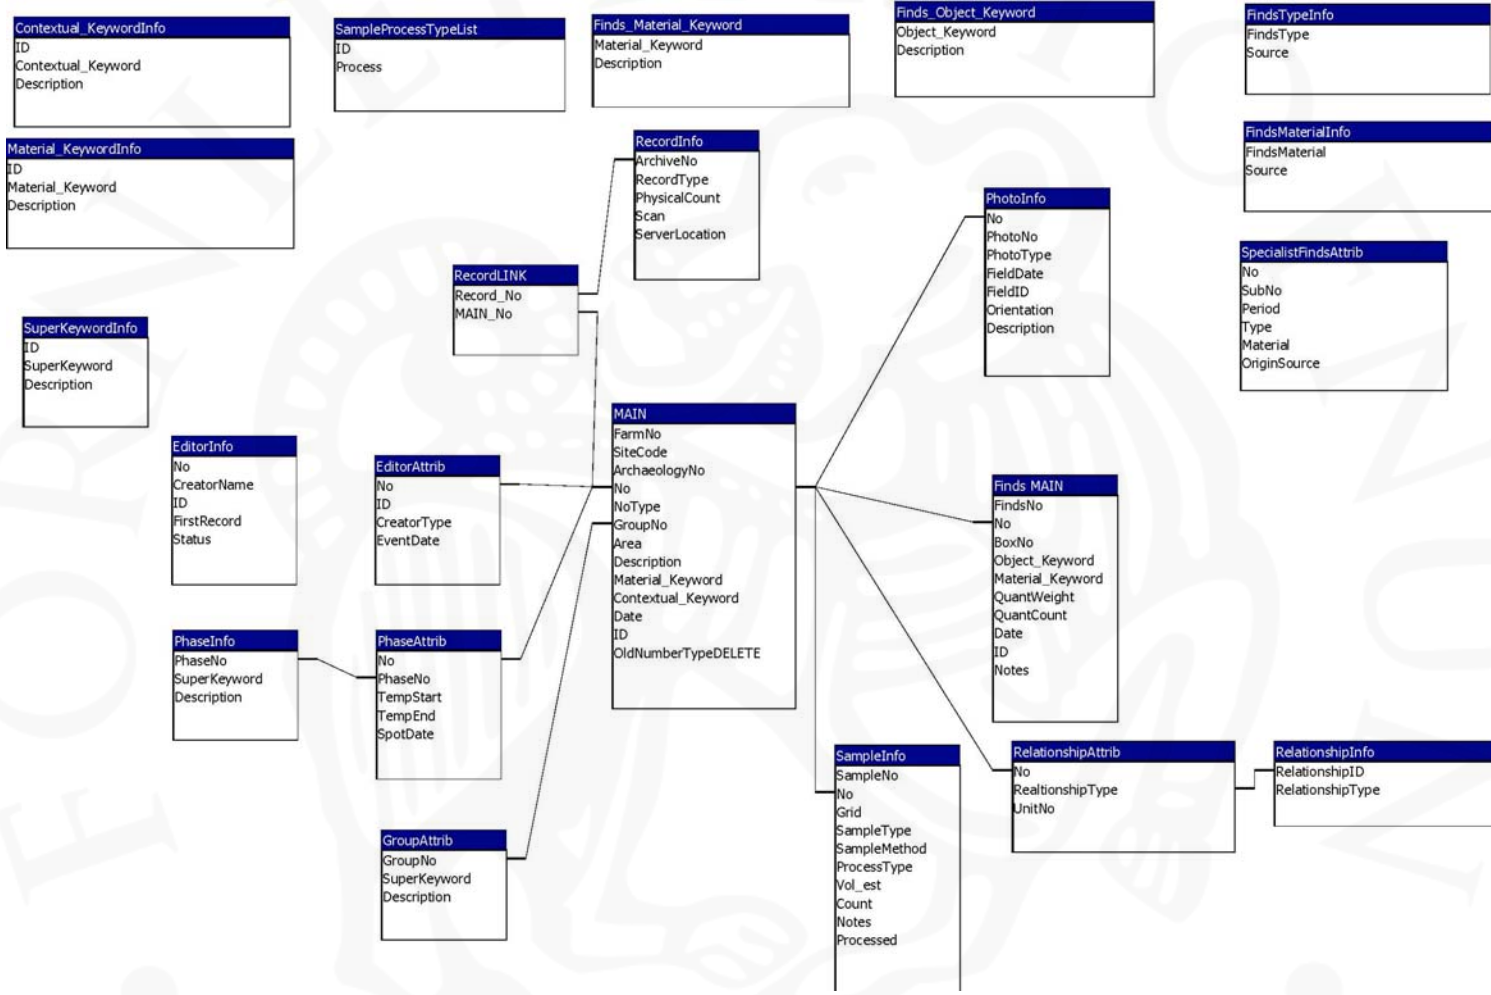 Contextual_KeywordInfo
ID
Contextual_Keyword
Description
SampleProcessTypeList
ID
Process
Finds_Material_Keyword
Material_Keyword
Description
Finds_Object_Keyword
Object_Keyword
Description
FindsTypeInfo
FindsType
Source
Material_KeywordInfo
ID
Material_Keyword
Description
RecordInfo
ArchiveNo
RecordType
PhysicalCount
Scan
ServerLocation
FindsMaterialInfo
FindsMaterial
Source
PhotoInfo
No
PhotoNo
PhotoType
FieldDate
FieldID
Orientation
Description
SpecialistFindsAttrib
No
SubNo
Period
Type
Material
OriginSource
RecordLINK
Record_No
MAIN_No
SuperKeywordInfo
ID
SuperKeyword
Description
MAIN
FarmNo
SiteCode
ArchaeologyNo
No
NoType
GroupNo
Area
Description
Material_Keyword
Contextual_Keyword
Date
ID
OldNumberTypeDELETE
EditorInfo
No
CreatorName
ID
FirstRecord
Status
EditorAttrib
No
ID
CreatorType
EventDate
Finds MAIN
FindsNo
No
BoxNo
Object_Keyword
Material_Keyword
QuantWeight
QuantCount
Date
ID
Notes
PhaseInfo
PhaseNo
SuperKeyword
Description
PhaseAttrib
No
PhaseNo
TempStart
TempEnd
SpotDate
SampleInfo
SampleNo
No
Grid
SampleType
SampleMethod
ProcessType
Vol_est
Count
Notes
Processed
RelationshipAttrib
No
RealtionshipType
UnitNo
RelationshipInfo
RelationshipID
RelationshipType
GroupAttrib
GroupNo
SuperKeyword
Description